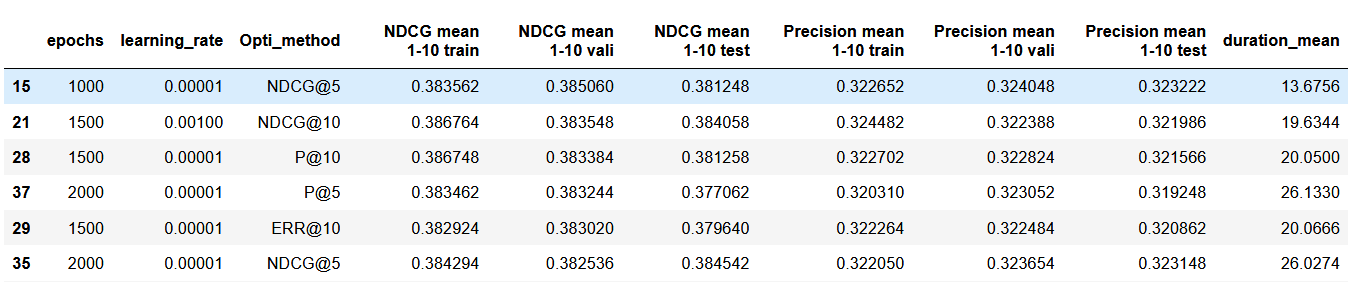 epochs learning_rate Opti_method NDCG mean 1-10 train NDCG mean 1-10 vali NDCG mean 1-10 test Precision mean 1-10 train Precision mean 1-10 vali Precision mean 1-10 test duration_mean
15 1000 0.00001 NDCG@5 0.383562 0.385060 0.381248 0.322652 0.324048 0.323222 13.6756
21 1500 0.00100 NDCG@10 0.386764 0.383548 0.384058 0.324482 0.322388 0.321986 19.6344
28 1500 0.00001 P@10 0.386748 0.383384 0.381258 0.322702 0.322824 0.321566 20.0500
37 2000 0.00001 P@5 0.383462 0.383244 0.377062 0.320310 0.323052 0.319248 26.1330
29 1500 0.00001 ERR@10 0.382924 0.383020 0.379640 0.322264 0.322484 0.320862 20.0666
35 2000 0.00001 NDCG@5 0.384294 0.382536 0.384542 0.322050 0.323654 0.323148 26.0274